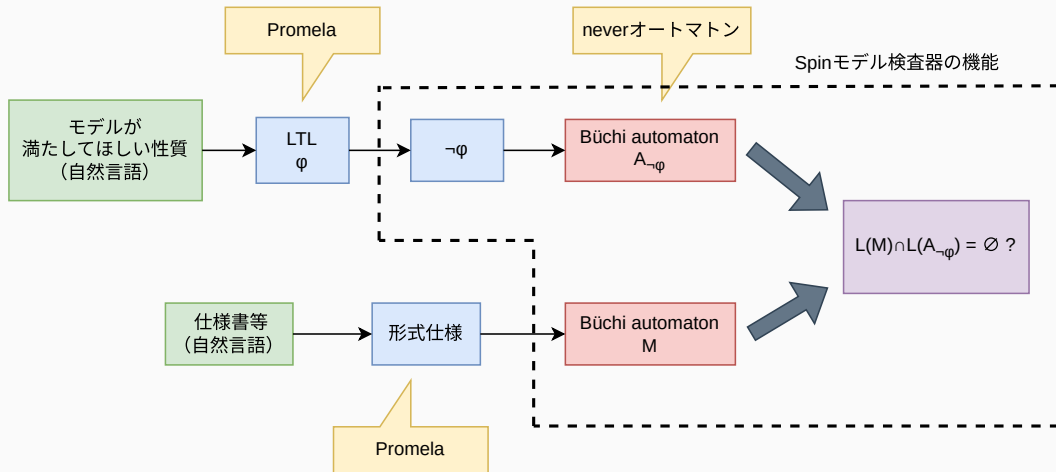 Promela
neverオートマトン
Spinモデル検査器の機能
モデルが
満たしてほしい性質
（自然言語）
LTL
φ
¬φ
Büchi automaton
A¬φ
L(M)∩L(A¬φ) = ∅ ?
仕様書等
（自然言語）
形式仕様
Büchi automaton
M
Promela